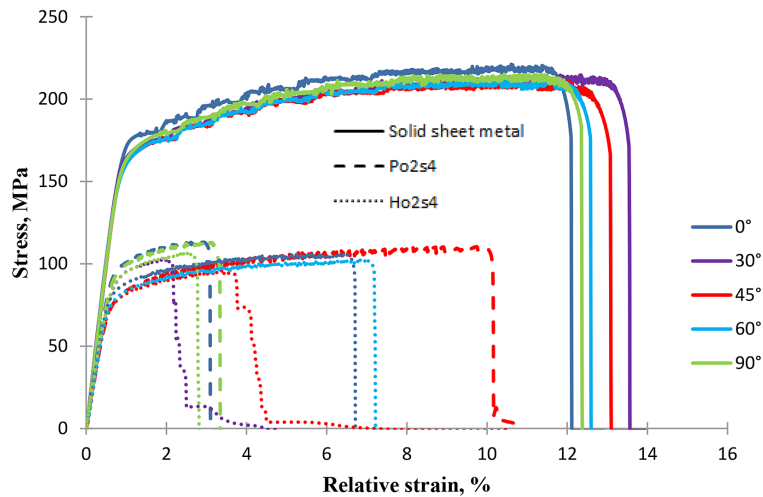 250
200
150
100
50
0
Stress, MPa
Solid sheet metal
Po2s4
Ho2s4
0°
30°
45°
60°
90°
0 2 4 6 8 10 12 14 16
Relative strain, %